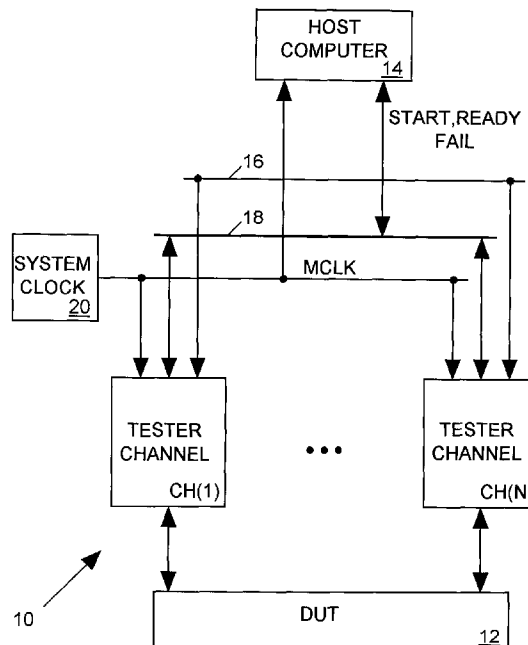 HOST
COMPUTER
14
START,READY
FAIL
16
18
SYSTEM
CLOCK
20
MCLK
TESTER
CHANNEL
CH(1)
TESTER
CHANNEL
CH(N
10
DUT
12